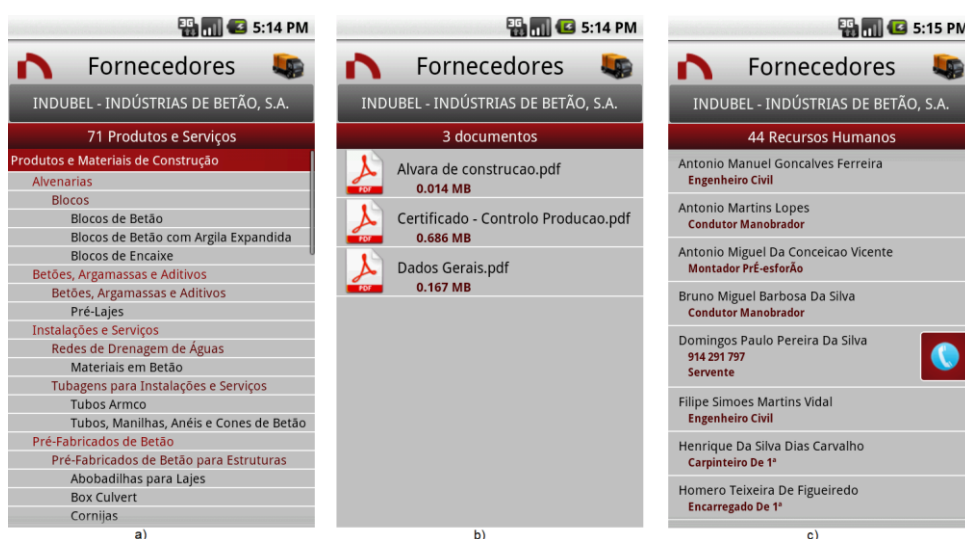 3G 5:14 PM
Fornecedores
INDUBEL - INDÚSTRIAS DE BETÃO, S.A.
71 Produtos e Serviços
Produtos e Materiais de Construção
Alvenarias
Blocos
Blocos de Betão
Blocos de Betão com Argila Expandida
Blocos de Encaixe
Betões, Argamassas e Aditivos
Betões, Argamassas e Aditivos
Pré-Lajes
Instalações e Serviços
Redes de Drenagem de Águas
Materiais em Betão
Tubagens para Instalações e Serviços
Tubos Armco
Tubos, Manilhas, Anéis e Cones de Betão
Pré-Fabricados de Betão
Pré-Fabricados de Betão para Estruturas
Abobadilhas para Lajes
Box Culvert
Cornijas
a)
3G 5:14 PM
Fornecedores
INDUBEL - INDÚSTRIAS DE BETÃO, S.A.
3 documentos
PDF
Alvara de construcao.pdf
0.014 MB
PDF
Certificado - Controlo Producao.pdf
0.686 MB
PDF
Dados Gerais.pdf
0.167 MB
b)
3G 5:15 PM
Fornecedores
INDUBEL - INDÚSTRIAS DE BETÃO, S.A.
44 Recursos Humanos
Antonio Manuel Goncalves Ferreira
Engenheiro Civil
Antonio Martins Lopes
Condutor Manobrador
Antonio Miguel Da Conceicao Vicente
Montador PrÉ-esforÃo
Bruno Miguel Barbosa Da Silva
Condutor Manobrador
Domingos Paulo Pereira Da Silva
914 291 797
Servente
Filipe Simoes Martins Vidal
Engenheiro Civil
Henrique Da Silva Dias Carvalho
Carpinteiro De 1ª
Homero Teixeira De Figueiredo
Encarregado De 1ª
c)